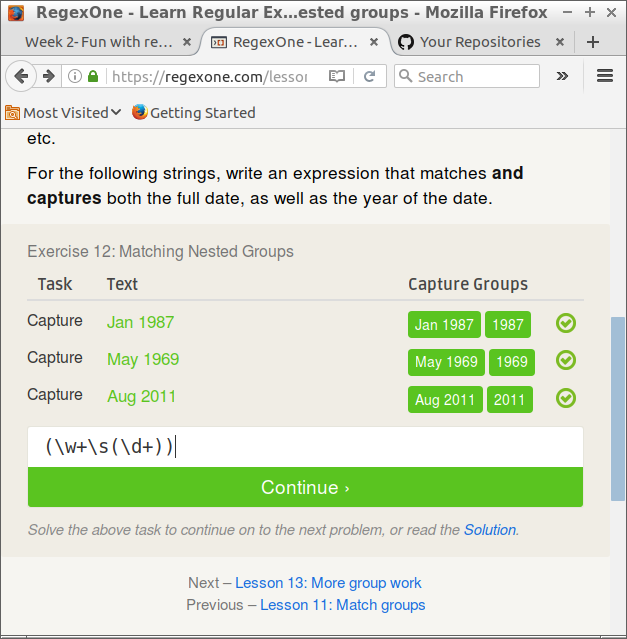 RegexOne - Learn Regular Ex...ested groups - Mozilla Firefox
Week 2- Fun with re... RegexOne - Lear... Your Repositories
https://regexone.com/lesson Search
Most Visited Getting Started
etc.
For the following strings, write an expression that matches and
captures both the full date, as well as the year of the date.
Exercise 12: Matching Nested Groups
Task Text Capture Groups
Capture Jan 1987 Jan 1987 1987
Capture May 1969 May 1969 1969
Capture Aug 2011 Aug 2011 2011
(\w+\s(\d+))
Continue ›
Solve the above task to continue on to the next problem, or read the Solution.
Next – Lesson 13: More group work
Previous – Lesson 11: Match groups